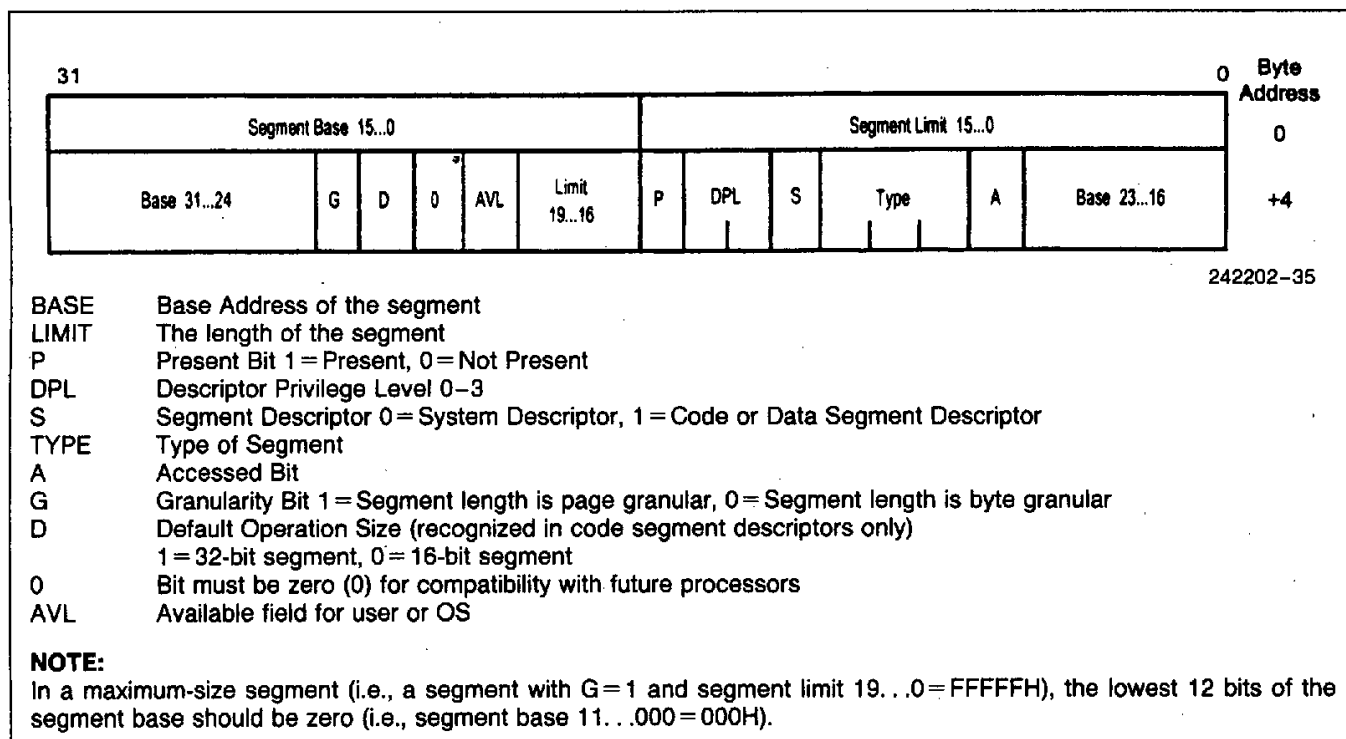 31 0 Byte
Address
Segment Base 15...0 Segment Limit 15...0 0
Base 31...24 G D 0 AVL Limit 19...16 P DPL S Type A Base 23...16 +4
242202–35
BASE Base Address of the segment
LIMIT The length of the segment
P Present Bit 1=Present, 0=Not Present
DPL Descriptor Privilege Level 0–3
S Segment Descriptor 0=System Descriptor, 1=Code or Data Segment Descriptor
TYPE Type of Segment
A Accessed Bit
G Granularity Bit 1=Segment length is page granular, 0=Segment length is byte granular
D Default Operation Size (recognized in code segment descriptors only)
1=32-bit segment, 0=16-bit segment
0 Bit must be zero (0) for compatibility with future processors
AVL Available field for user or OS
NOTE:
In a maximum-size segment (i.e., a segment with G=1 and segment limit 19...0=FFFFFH), the lowest 12 bits of the
segment base should be zero (i.e., segment base 11...000=000H).